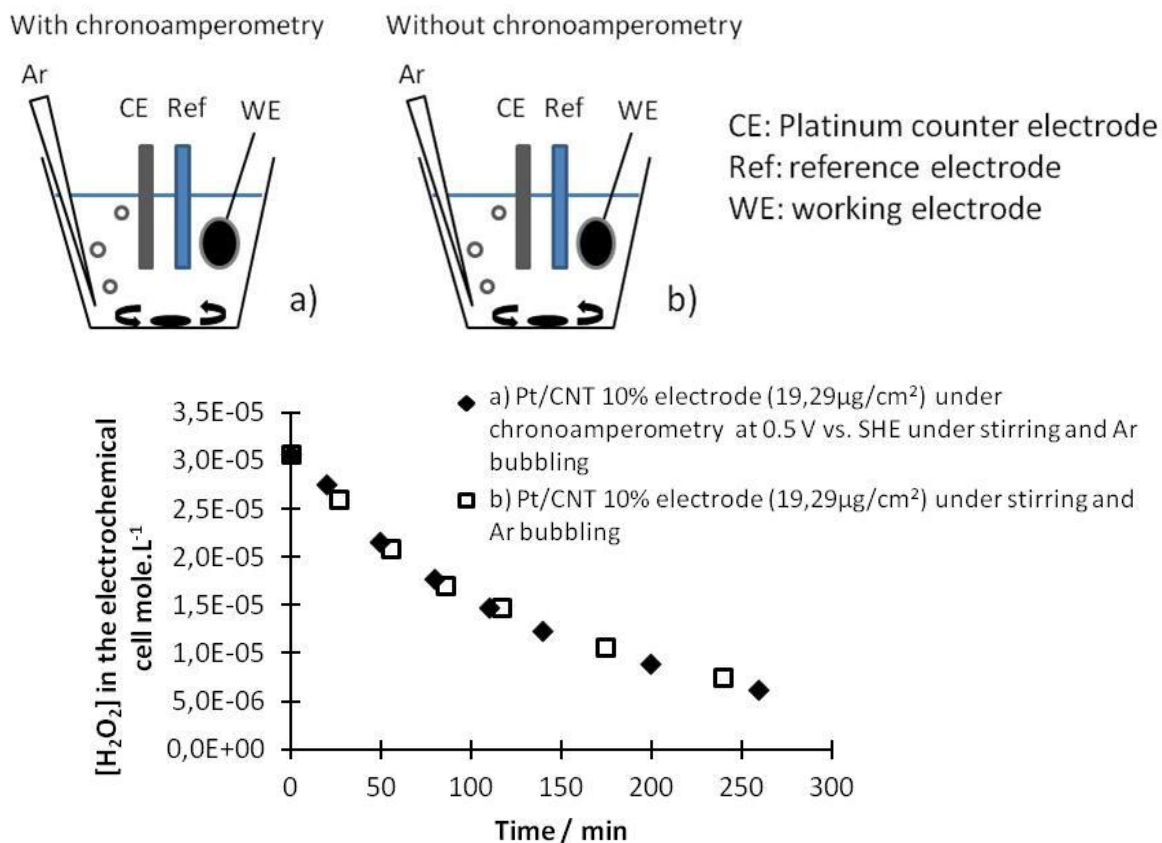 With chronoamperometry
Without chronoamperometry
Ar
CE Ref WE
a)
Ar
CE Ref WE
b)
CE: Platinum counter electrode
Ref: reference electrode
WE: working electrode
a) Pt/CNT 10% electrode (19,29µg/cm²) under
chronoamperometry at 0.5 V vs. SHE under stirring and Ar
bubbling
b) Pt/CNT 10% electrode (19,29µg/cm²) under stirring and
Ar bubbling
[H₂O₂] in the electrochemical
cell mole.L⁻¹
3,5E-05
3,0E-05
2,5E-05
2,0E-05
1,5E-05
1,0E-05
5,0E-06
0,0E+00
0 50 100 150 200 250 300
Time / min